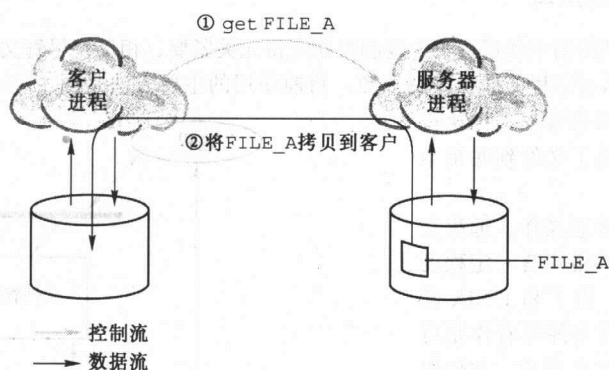 ① get FILE_A
客户
进程
服务器
进程
②将FILE_A拷贝到客户
FILE_A
控制流
数据流